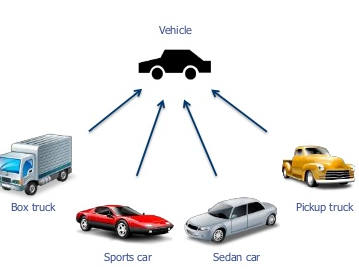 Vehicle
Box truck
Pickup truck
Sports car
Sedan car